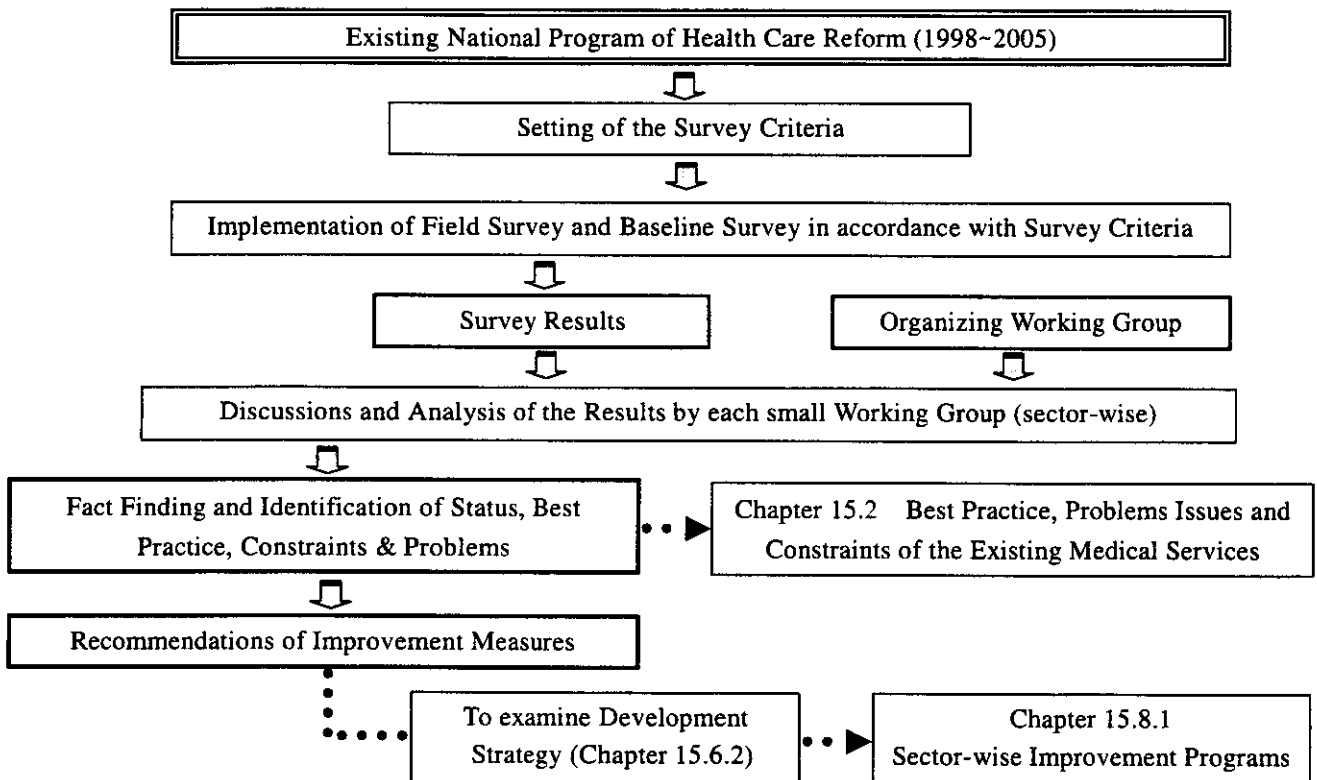 Existing National Program of Health Care Reform (1998~2005)
Setting of the Survey Criteria
Implementation of Field Survey and Baseline Survey in accordance with Survey Criteria
Survey Results
Organizing Working Group
Discussions and Analysis of the Results by each small Working Group (sector-wise)
Fact Finding and Identification of Status, Best
Practice, Constraints & Problems
Chapter 15.2 Best Practice, Problems Issues and
Constraints of the Existing Medical Services
Recommendations of Improvement Measures
To examine Development
Strategy (Chapter 15.6.2)
Chapter 15.8.1
Sector-wise Improvement Programs